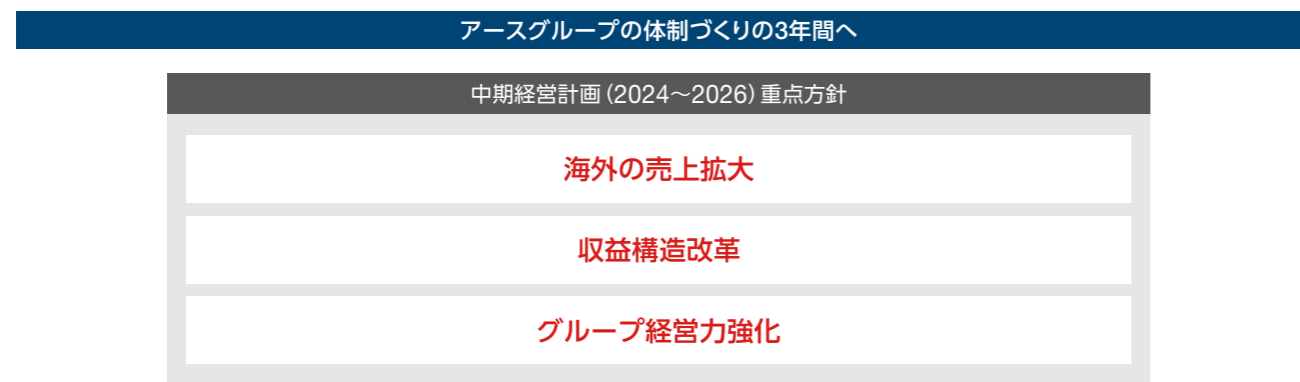 アースグループの体制づくりの3年間へ
中期経営計画（2024～2026）重点方針
海外の売上拡大
収益構造改革
グループ経営力強化